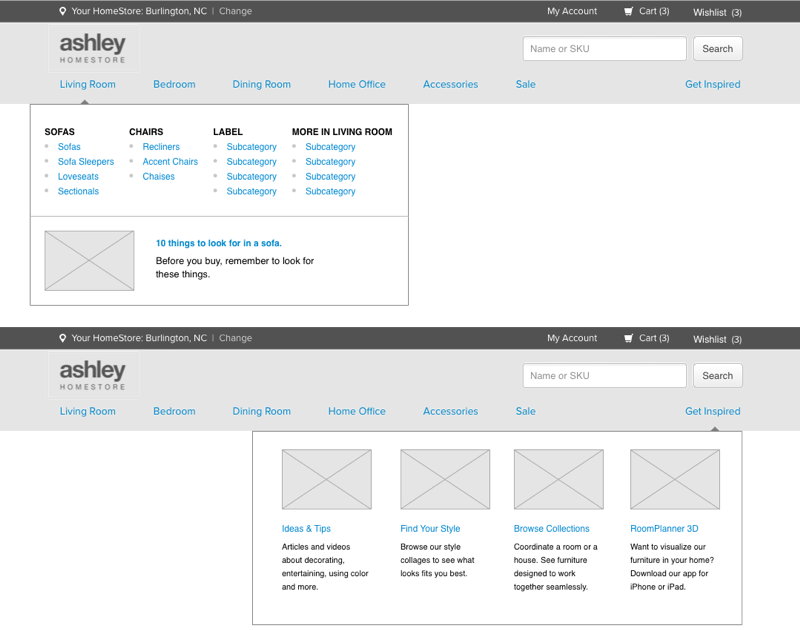 Your HomeStore: Burlington, NC | Change My Account Cart (3) Wishlist (3)
ashley
HOMESTORE
Name or SKU Search
Living Room Bedroom Dining Room Home Office Accessories Sale Get Inspired
SOFAS CHAIRS LABEL MORE IN LIVING ROOM
Sofas Recliners Subcategory Subcategory
Sofa Sleepers Accent Chairs Subcategory Subcategory
Loveseats Chaises Subcategory Subcategory
Sectionals Subcategory Subcategory
10 things to look for in a sofa.
Before you buy, remember to look for
these things.
Your HomeStore: Burlington, NC | Change My Account Cart (3) Wishlist (3)
ashley
HOMESTORE
Name or SKU Search
Living Room Bedroom Dining Room Home Office Accessories Sale Get Inspired
Ideas & Tips
Articles and videos
about decorating,
entertaining, using color
and more.
Find Your Style
Browse our style
collages to see what
looks fits you best.
Browse Collections
Coordinate a room or a
house. See furniture
designed to work
together seamlessly.
RoomPlanner 3D
Want to visualize our
furniture in your home?
Download our app for
iPhone or iPad.